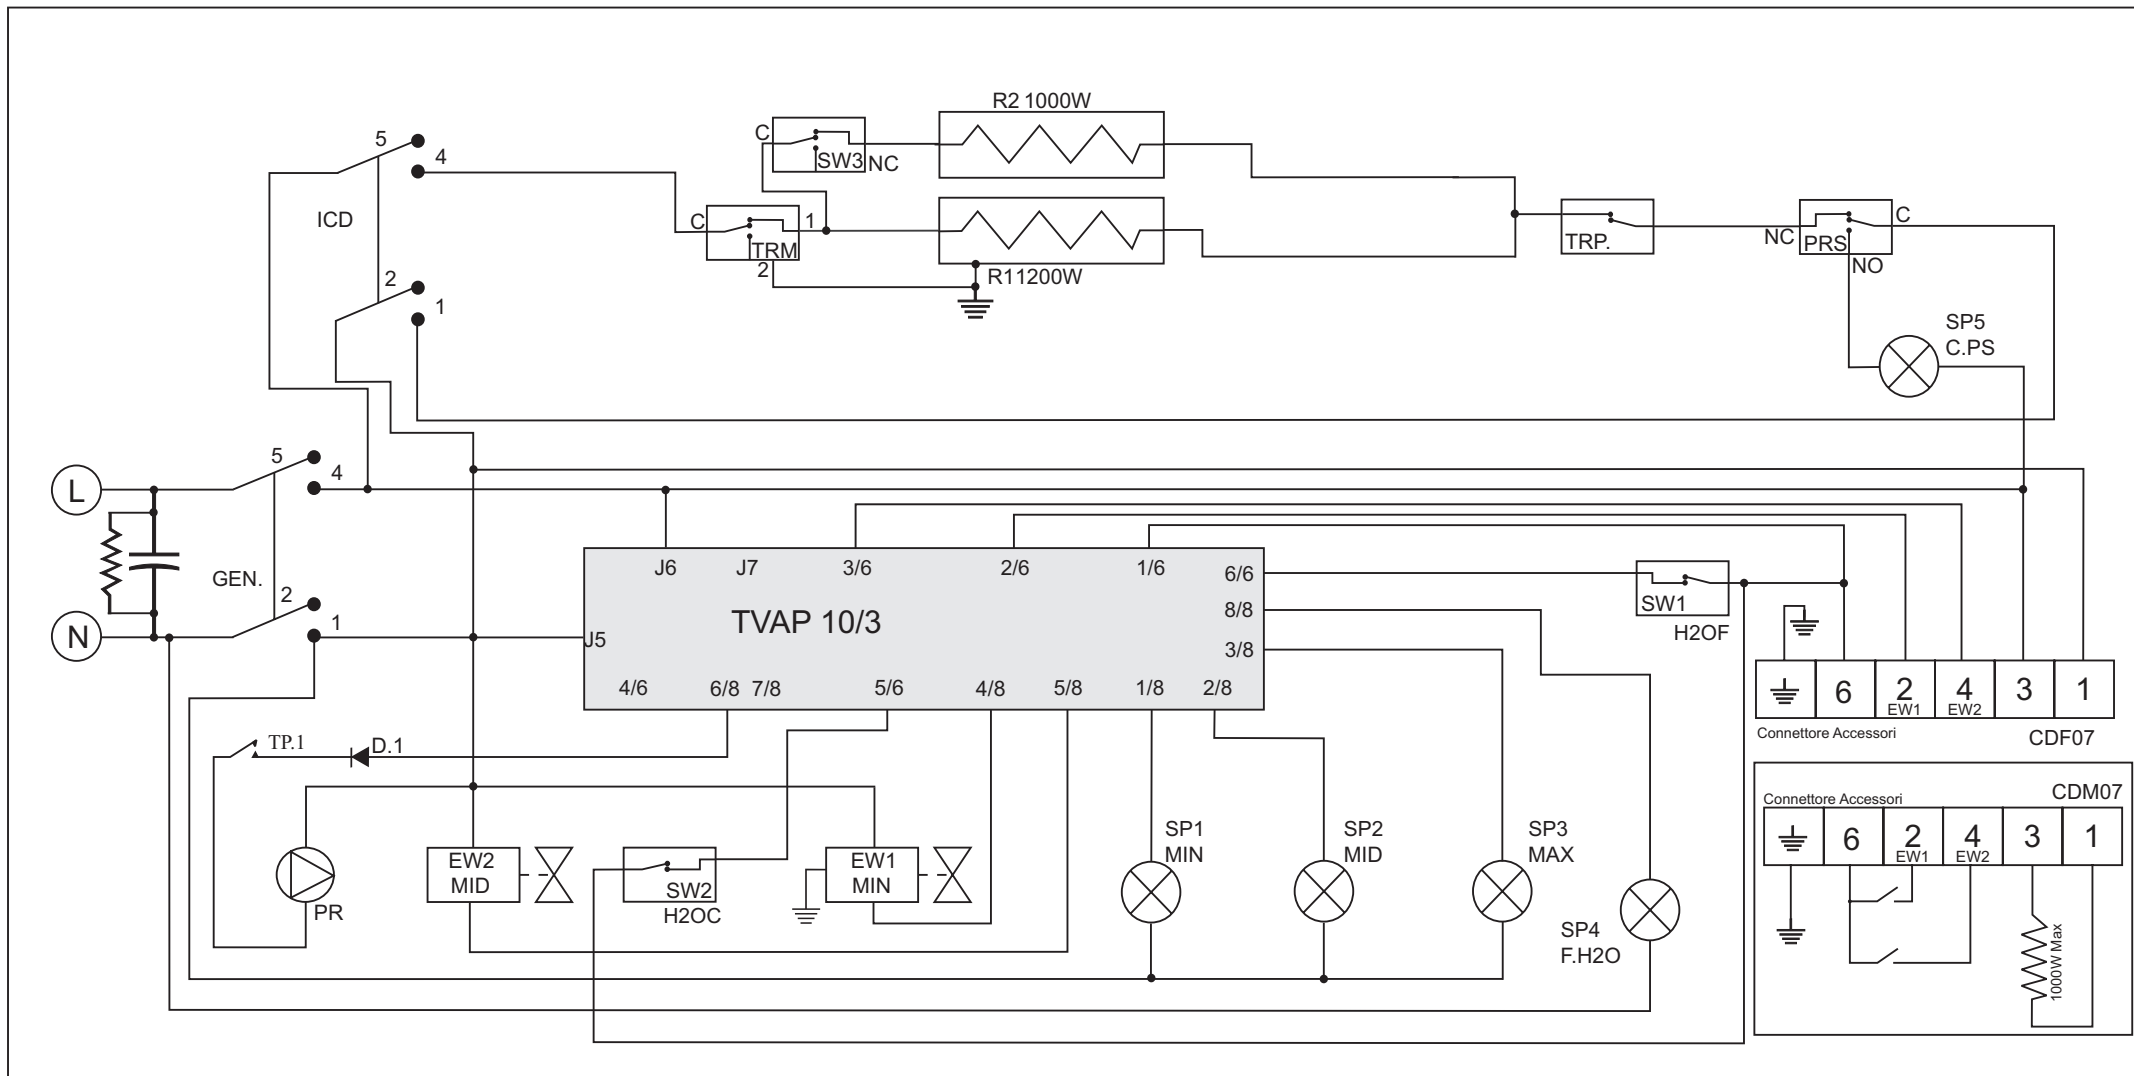 R2 1000W
5
4
C
SW3
NC
ICD
C
1
TRM
2
R11200W
TRP.
C
NC
PRS
NO
2
1
SP5
C.PS
5
4
L
GEN.
2
1
N
J6
J7
3/6
2/6
1/6
6/6
8/8
3/8
TVAP 10/3
J5
4/6
6/8
7/8
5/6
4/8
5/8
1/8
2/8
SW1
H2OF
6
2
EW1
4
EW2
3
1
Connettore Accessori
CDF07
TP.1
D.1
PR
EW2
MID
SW2
H2OC
EW1
MIN
SP1
MIN
SP2
MID
SP3
MAX
SP4
F.H2O
CDM07
Connettore Accessori
6
2
EW1
4
EW2
3
1
1000W Max